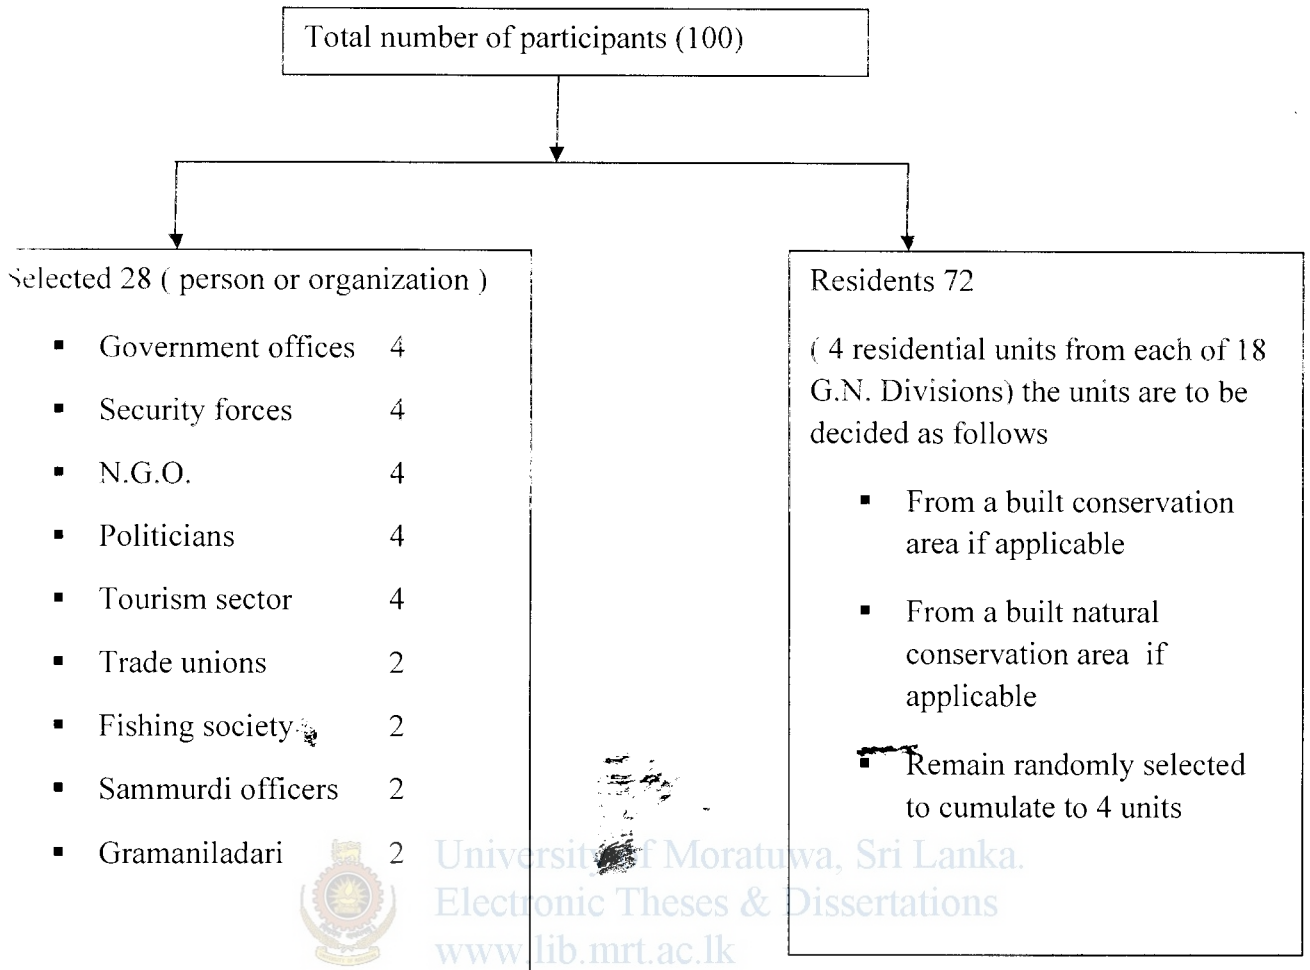 Total number of participants (100)
Selected 28 ( person or organization )
▪ Government offices 4
▪ Security forces 4
▪ N.G.O. 4
▪ Politicians 4
▪ Tourism sector 4
▪ Trade unions 2
▪ Fishing society 2
▪ Sammurdi officers 2
▪ Gramaniladari 2
Residents 72
( 4 residential units from each of 18
G.N. Divisions) the units are to be
decided as follows
▪ From a built conservation
area if applicable
▪ From a built natural
conservation area if
applicable
▪ Remain randomly selected
to cumulate to 4 units
University of Moratuwa, Sri Lanka.
Electronic Theses & Dissertations
www.lib.mrt.ac.lk